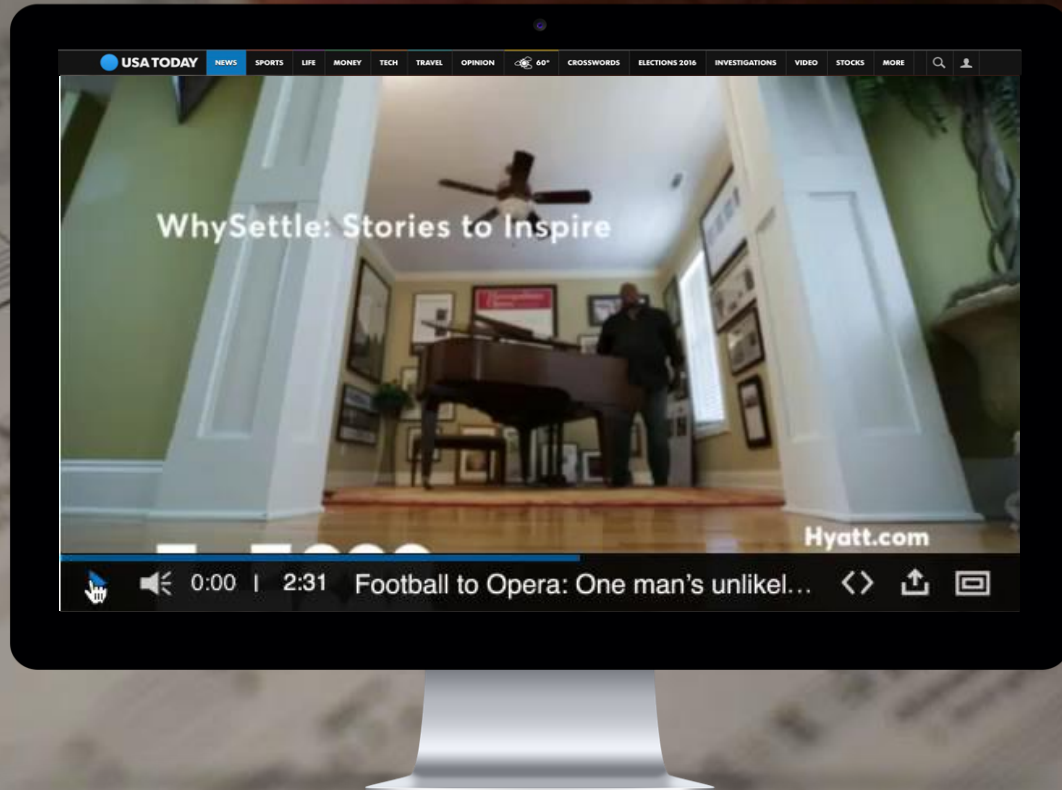 USA TODAY NEWS SPORTS LIFE MONEY TECH TRAVEL OPINION 60° CROSSWORDS ELECTIONS 2016 INVESTIGATIONS VIDEO STOCKS MORE
WhySettle: Stories to Inspire
Hyatt.com
0:00 | 2:31 Football to Opera: One man's unlikel...